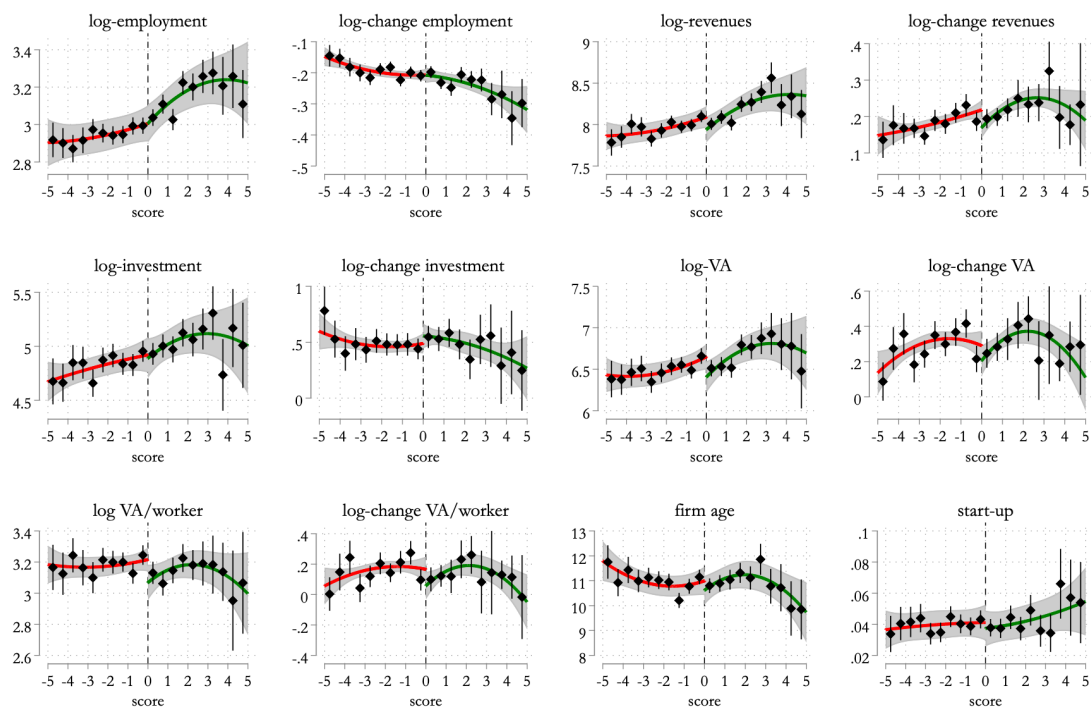 log-employment
3.4
3.2
3
2.8
-5 -4 -3 -2 -1 0 1 2 3 4 5
score
log-change employment
-.1
-.2
-.3
-.4
-.5
-5 -4 -3 -2 -1 0 1 2 3 4 5
score
log-revenues
9
8.5
8
7.5
-5 -4 -3 -2 -1 0 1 2 3 4 5
score
log-change revenues
.4
.3
.2
.1
-5 -4 -3 -2 -1 0 1 2 3 4 5
score
log-investment
5.5
5
4.5
-5 -4 -3 -2 -1 0 1 2 3 4 5
score
log-change investment
1
.5
0
-5 -4 -3 -2 -1 0 1 2 3 4 5
score
log-VA
7.5
7
6.5
6
-5 -4 -3 -2 -1 0 1 2 3 4 5
score
log-change VA
.6
.4
.2
0
-5 -4 -3 -2 -1 0 1 2 3 4 5
score
log VA/worker
3.4
3.2
3
2.8
2.6
-5 -4 -3 -2 -1 0 1 2 3 4 5
score
log-change VA/worker
.4
.2
0
-.2
-.4
-5 -4 -3 -2 -1 0 1 2 3 4 5
score
firm age
13
12
11
10
9
8
-5 -4 -3 -2 -1 0 1 2 3 4 5
score
start-up
.1
.08
.06
.04
.02
-5 -4 -3 -2 -1 0 1 2 3 4 5
score